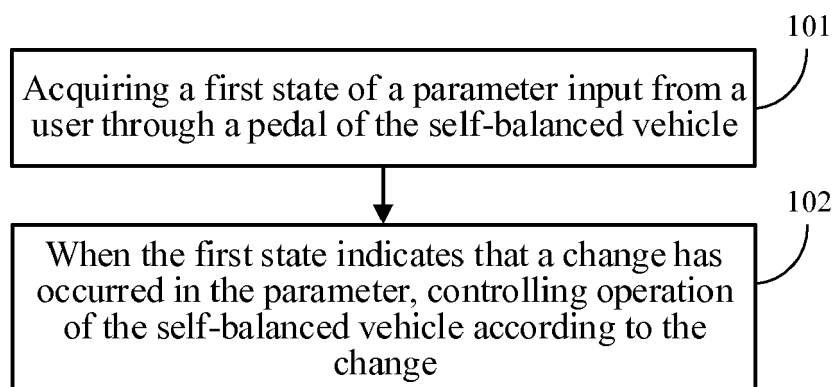 101
Acquiring a first state of a parameter input from a
user through a pedal of the self-balanced vehicle
102
When the first state indicates that a change has
occurred in the parameter, controlling operation
of the self-balanced vehicle according to the
change